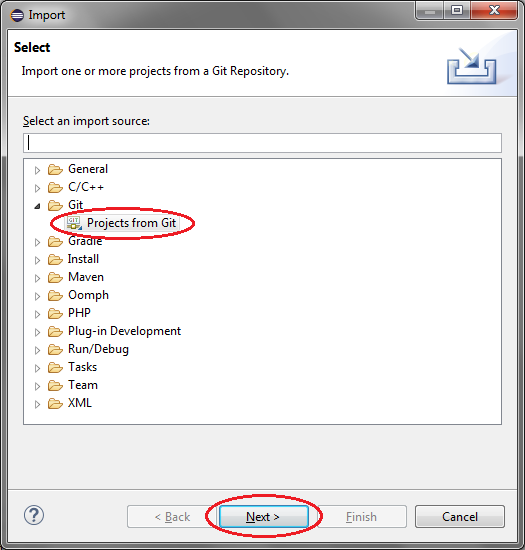 Import
Select
Import one or more projects from a Git Repository.
Select an import source:
General
C/C++
Git
GIT
Projects from Git
Gradle
Install
Maven
Oomph
PHP
Plug-in Development
Run/Debug
Tasks
Team
XML
?
< Back
Next >
Finish
Cancel